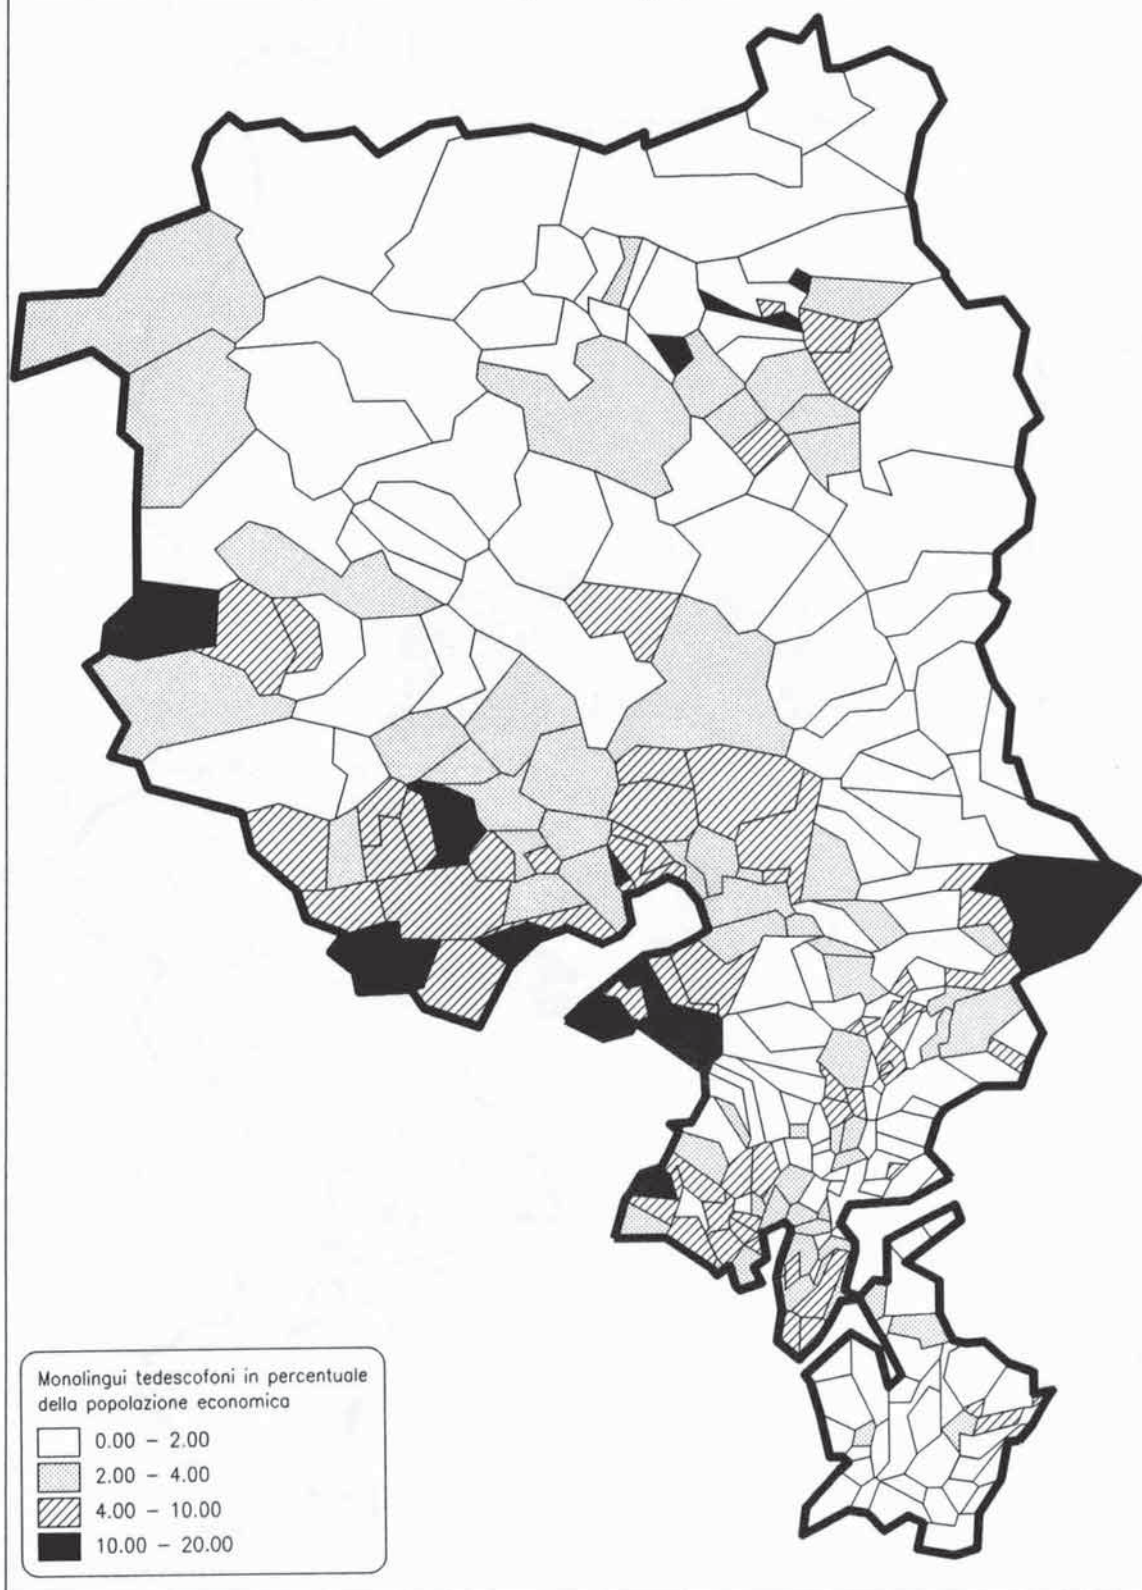 Monolingui tedescofoni in percentuale
della popolazione economica
0.00 – 2.00
2.00 – 4.00
4.00 – 10.00
10.00 – 20.00